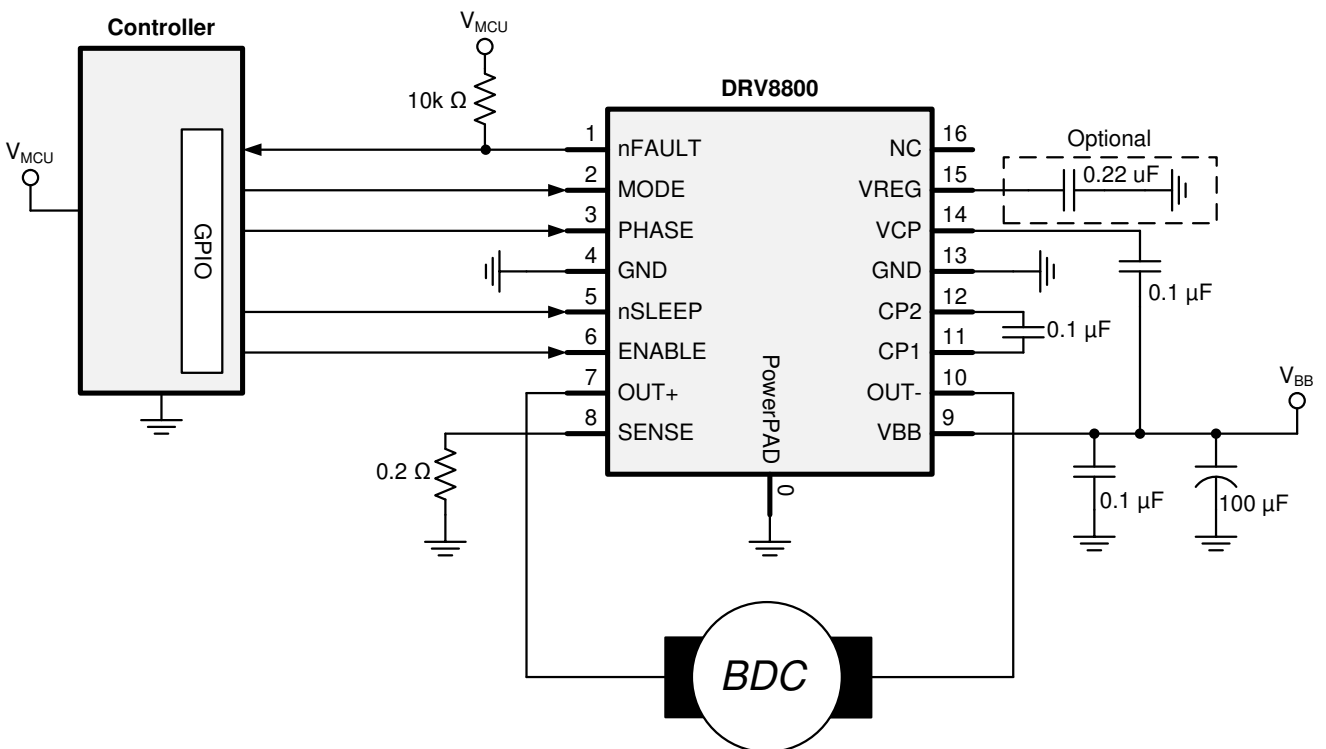 Controller
V_MCU
V_MCU
10k Ω
GPIO
DRV8800
1
nFAULT
2
MODE
3
PHASE
4
GND
5
nSLEEP
6
ENABLE
7
OUT+
8
SENSE
0.2 Ω
PowerPAD
0
16
NC
15
VREG
14
VCP
13
GND
12
CP2
11
CP1
10
OUT-
9
VBB
Optional
0.22 uF
0.1 µF
0.1 µF
V_BB
0.1 µF
100 µF
BDC